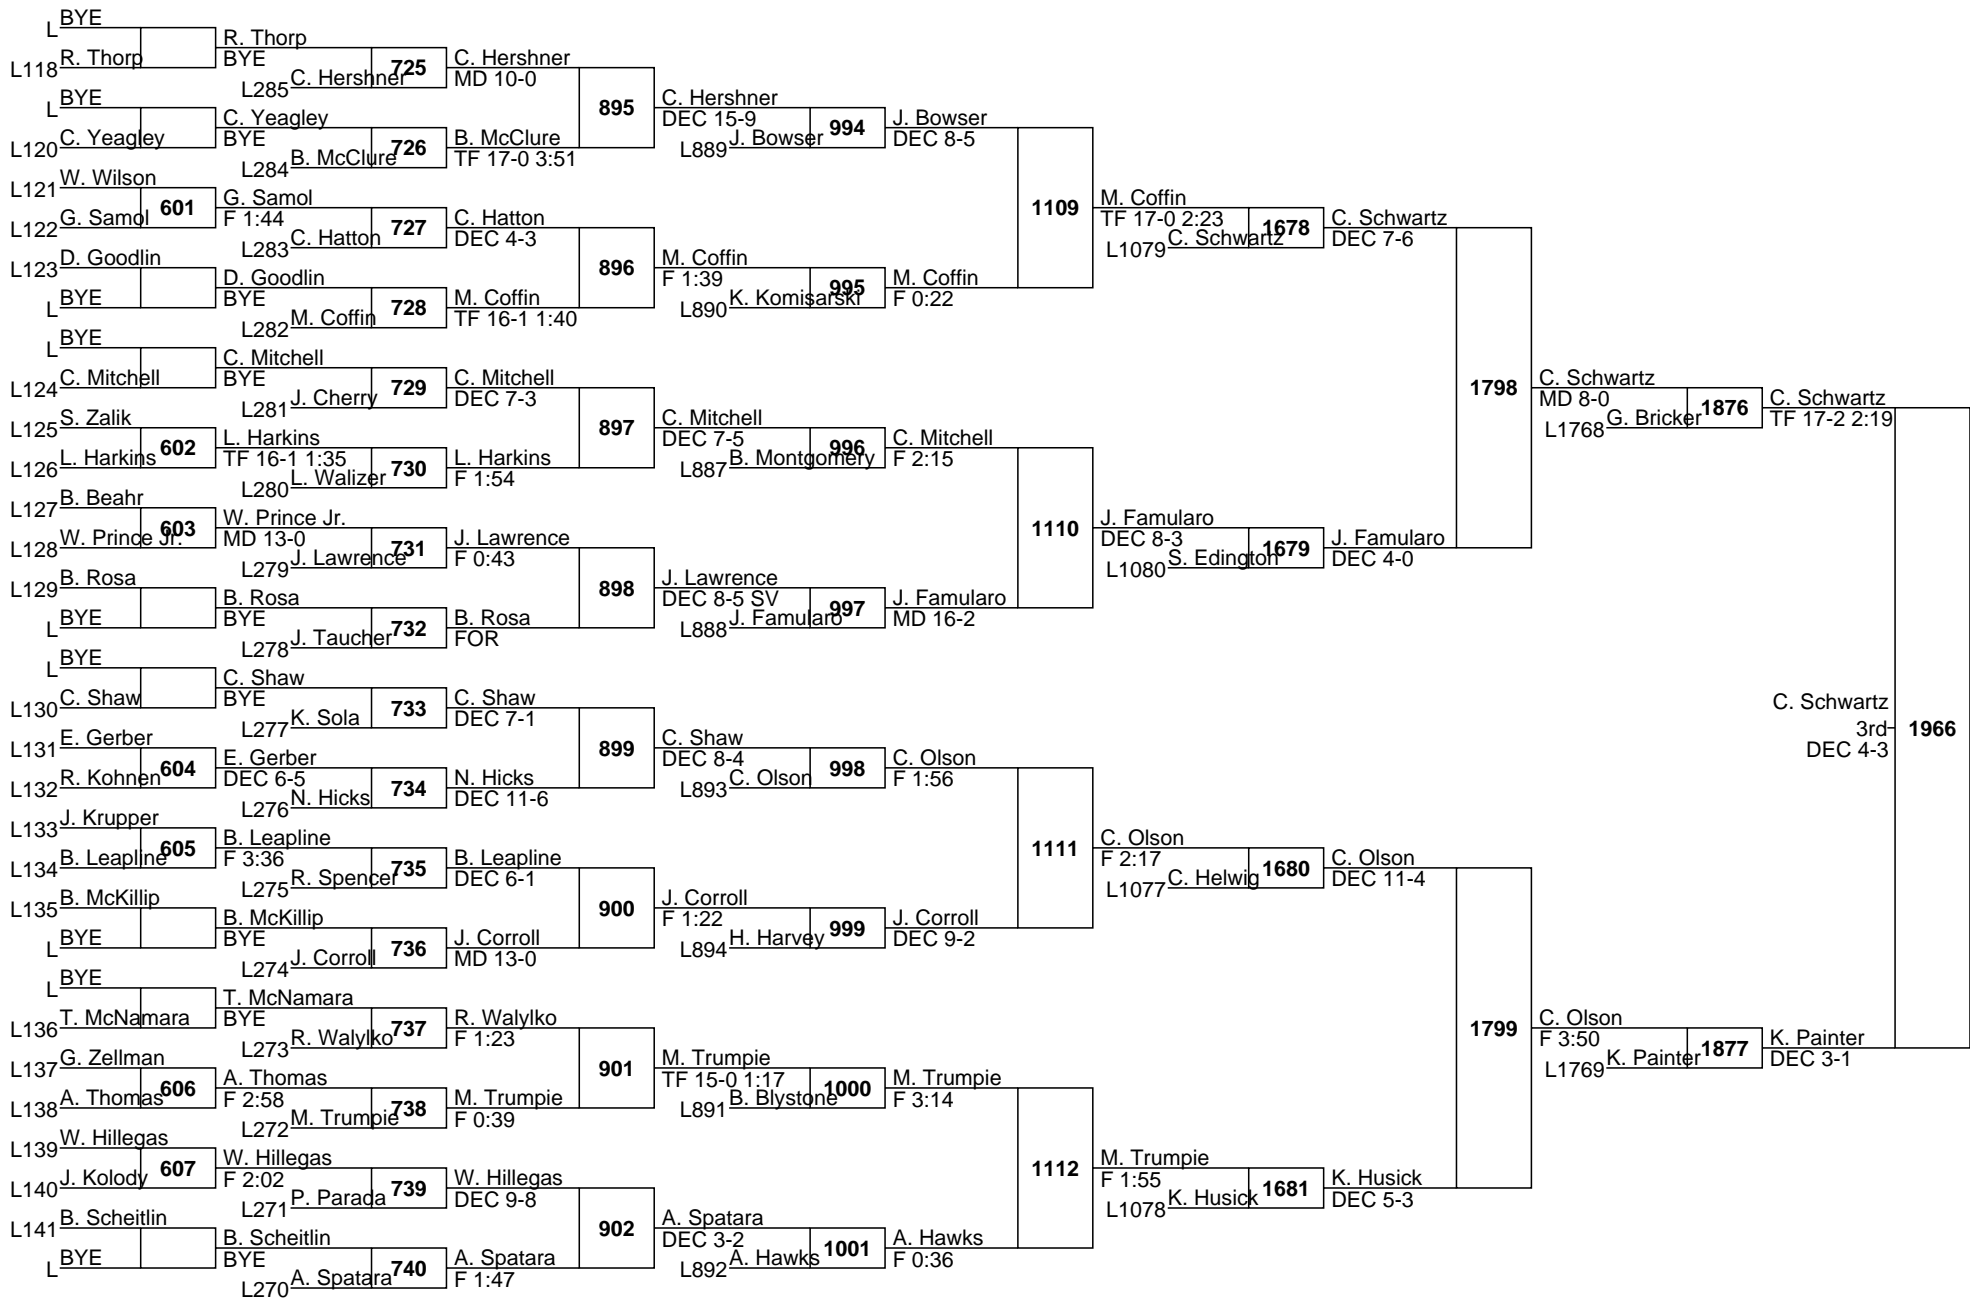 BYE
L
R. Thorp
L118
R. Thorp
BYE
C. Hershner
L285
725
C. Hershner
MD 10-0
BYE
L
C. Yeagley
L120
C. Yeagley
BYE
B. McClure
L284
726
B. McClure
TF 17-0 3:51
895
C. Hershner
DEC 15-9
J. Bowser
L889
994
J. Bowser
DEC 8-5
W. Wilson
L121
G. Samol
L122
601
G. Samol
F 1:44
C. Hatton
L283
727
C. Hatton
DEC 4-3
D. Goodlin
L123
BYE
L
D. Goodlin
BYE
M. Coffin
L282
728
M. Coffin
TF 16-1 1:40
896
M. Coffin
F 1:39
K. Komisarski
L890
995
M. Coffin
F 0:22
1109
M. Coffin
TF 17-0 2:23
C. Schwartz
L1079
1678
C. Schwartz
DEC 7-6
BYE
L
C. Mitchell
L124
C. Mitchell
BYE
J. Cherry
L281
729
C. Mitchell
DEC 7-3
S. Zalik
L125
L. Harkins
L126
602
L. Harkins
TF 16-1 1:35
L. Walizer
L280
730
L. Harkins
F 1:54
897
C. Mitchell
DEC 7-5
B. Montgomery
L887
996
C. Mitchell
F 2:15
B. Beahr
L127
W. Prince Jr.
L128
603
W. Prince Jr.
MD 13-0
J. Lawrence
L279
731
J. Lawrence
F 0:43
B. Rosa
L129
BYE
L
B. Rosa
BYE
J. Taucher
L278
732
B. Rosa
FOR
898
J. Lawrence
DEC 8-5 SV
J. Famularo
L888
997
J. Famularo
MD 16-2
1110
J. Famularo
DEC 8-3
S. Edington
L1080
1679
J. Famularo
DEC 4-0
1798
C. Schwartz
MD 8-0
G. Bricker
L1768
1876
C. Schwartz
TF 17-2 2:19
BYE
L
C. Shaw
L130
C. Shaw
BYE
K. Sola
L277
733
C. Shaw
DEC 7-1
E. Gerber
L131
R. Kohnen
L132
604
E. Gerber
DEC 6-5
N. Hicks
L276
734
N. Hicks
DEC 11-6
899
C. Shaw
DEC 8-4
C. Olson
L893
998
C. Olson
F 1:56
J. Krupper
L133
B. Leapline
L134
605
B. Leapline
F 3:36
R. Spencer
L275
735
B. Leapline
DEC 6-1
B. McKillip
L135
BYE
L
B. McKillip
BYE
J. Corroll
L274
736
J. Corroll
MD 13-0
900
J. Corroll
F 1:22
H. Harvey
L894
999
J. Corroll
DEC 9-2
1111
C. Olson
F 2:17
C. Helwig
L1077
1680
C. Olson
DEC 11-4
BYE
L
T. McNamara
L136
T. McNamara
BYE
R. Walylko
L273
737
R. Walylko
F 1:23
G. Zellman
L137
A. Thomas
L138
606
A. Thomas
F 2:58
M. Trumpie
L272
738
M. Trumpie
F 0:39
901
M. Trumpie
TF 15-0 1:17
B. Blystone
L891
1000
M. Trumpie
F 3:14
W. Hillegas
L139
J. Kolody
L140
607
W. Hillegas
F 2:02
P. Parada
L271
739
W. Hillegas
DEC 9-8
B. Scheitlin
L141
BYE
L
B. Scheitlin
BYE
A. Spatara
L270
740
A. Spatara
F 1:47
902
A. Spatara
DEC 3-2
A. Hawks
L892
1001
A. Hawks
F 0:36
1112
M. Trumpie
F 1:55
K. Husick
L1078
1681
K. Husick
DEC 5-3
1799
C. Olson
F 3:50
K. Painter
L1769
1877
K. Painter
DEC 3-1
C. Schwartz
3rd
DEC 4-3
1966